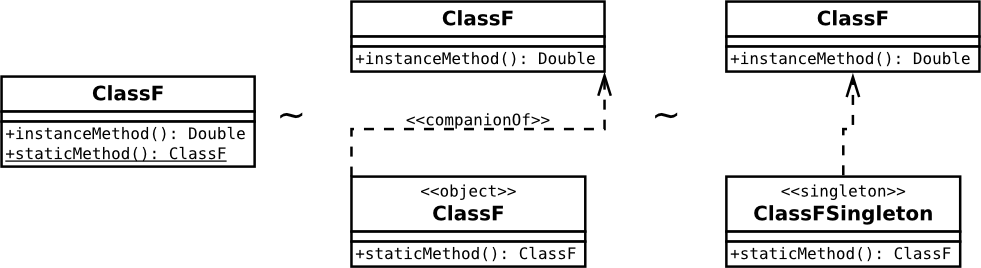 ClassF
+instanceMethod(): Double
+staticMethod(): ClassF
~
ClassF
+instanceMethod(): Double
<<companionOf>>
<<object>>
ClassF
+staticMethod(): ClassF
~
ClassF
+instanceMethod(): Double
<<singleton>>
ClassFSingleton
+staticMethod(): ClassF